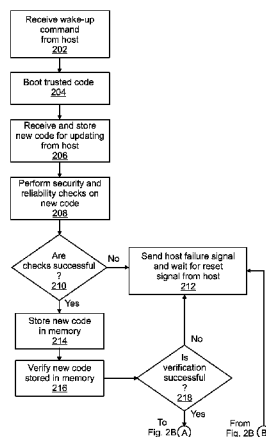 Receive wake-up
command
from host
202
Boot trusted code
204
Receive and store
new code for updating
from host
206
Perform security and
reliability checks on
new code
208
Are
checks successful
?
210
No
Yes
Send host failure signal
and wait for reset
signal from host
212
Store new code
in memory
214
Verify new code
stored in memory
216
No
Is
verification
successful
?
218
Yes
To
Fig. 2B
A
From
Fig. 2B
B